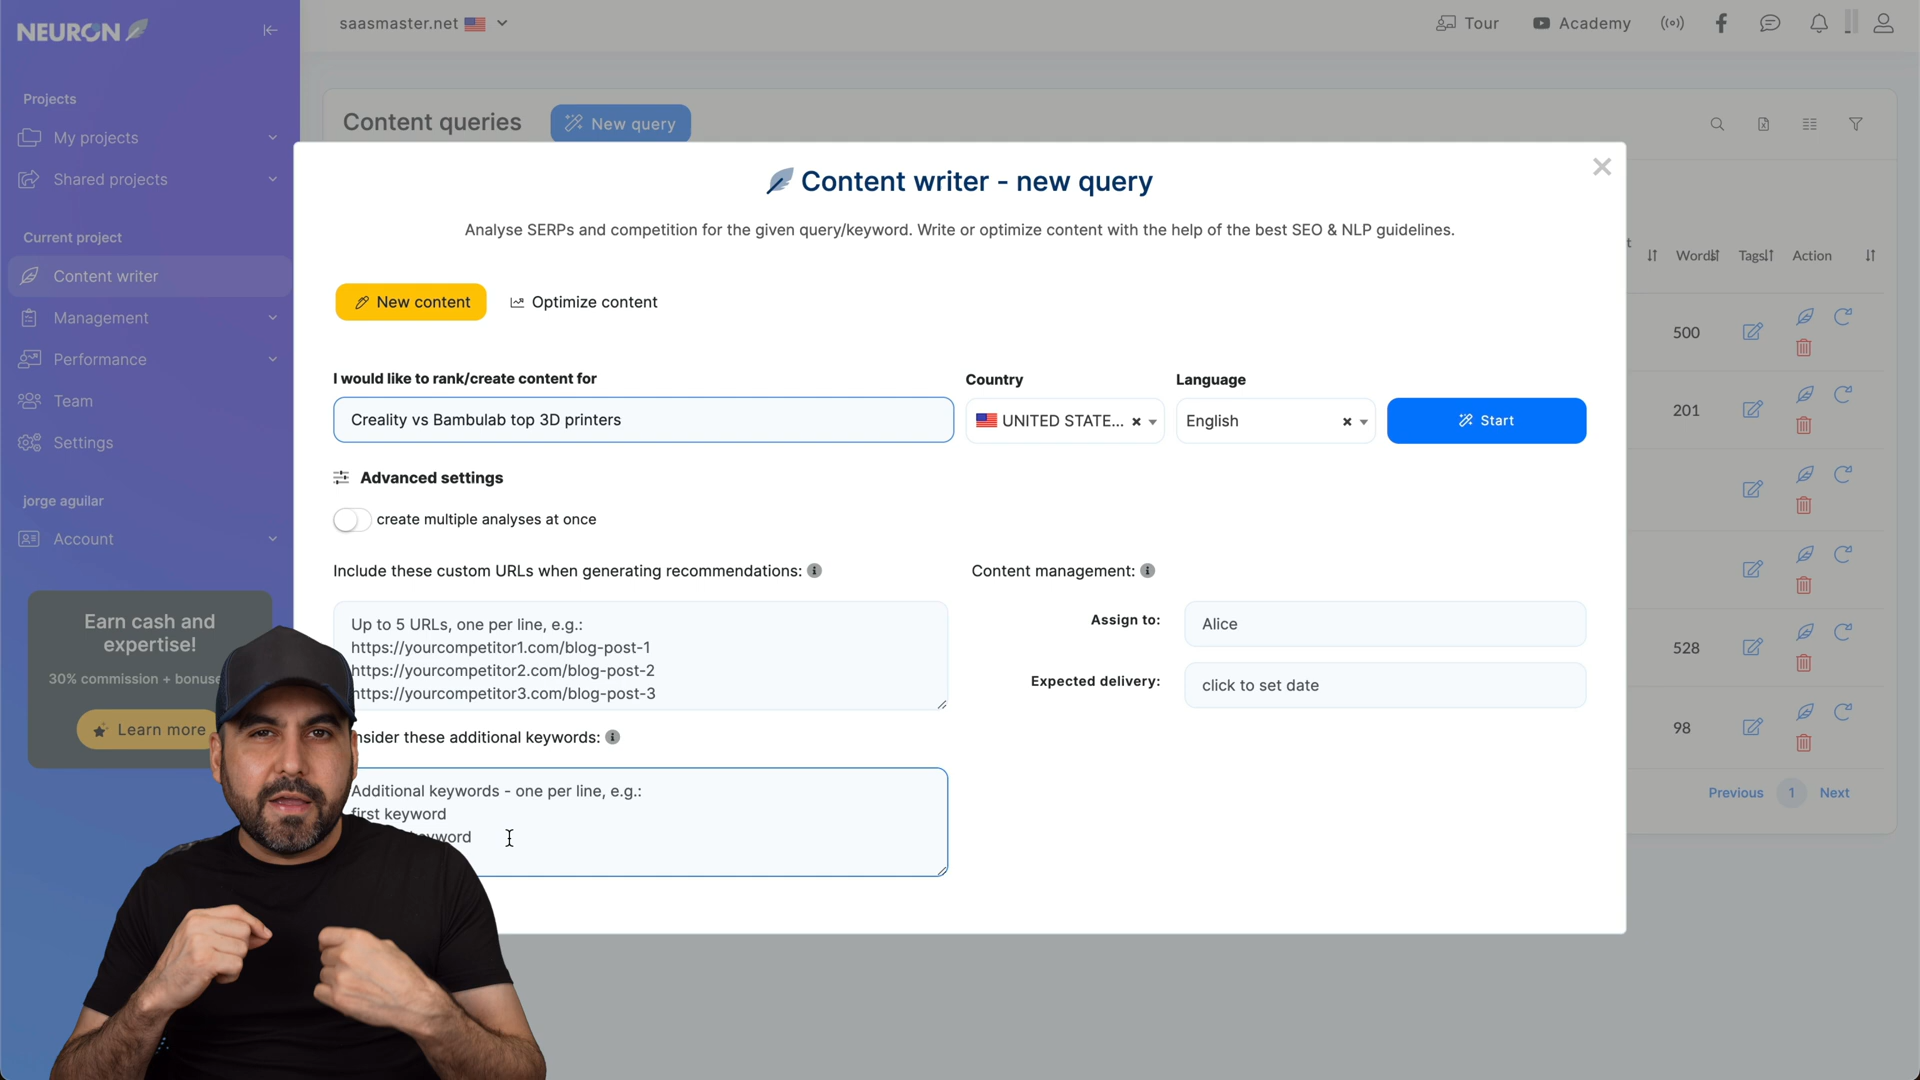 NEURON
saasmaster.net
Tour
Academy
Projects
My projects
Shared projects
Current project
Content writer
Management
Performance
Team
Settings
jorge aguilar
Account
Earn cash and
expertise!
30% commission + bonuse
Learn more
Content queries
New query
Content writer - new query
Analyse SERPs and competition for the given query/keyword. Write or optimize content with the help of the best SEO & NLP guidelines.
New content
Optimize content
I would like to rank/create content for
Country
Language
Creality vs Bambulab top 3D printers
UNITED STATE...
English
Start
Advanced settings
create multiple analyses at once
Include these custom URLs when generating recommendations:
Up to 5 URLs, one per line, e.g.:
https://yourcompetitor1.com/blog-post-1
https://yourcompetitor2.com/blog-post-2
https://yourcompetitor3.com/blog-post-3
nsider these additional keywords:
Additional keywords - one per line, e.g.:
first keyword
eyword
Content management:
Assign to:
Alice
Expected delivery:
click to set date
t
Words
Tags
Action
500
201
528
98
Previous
1
Next